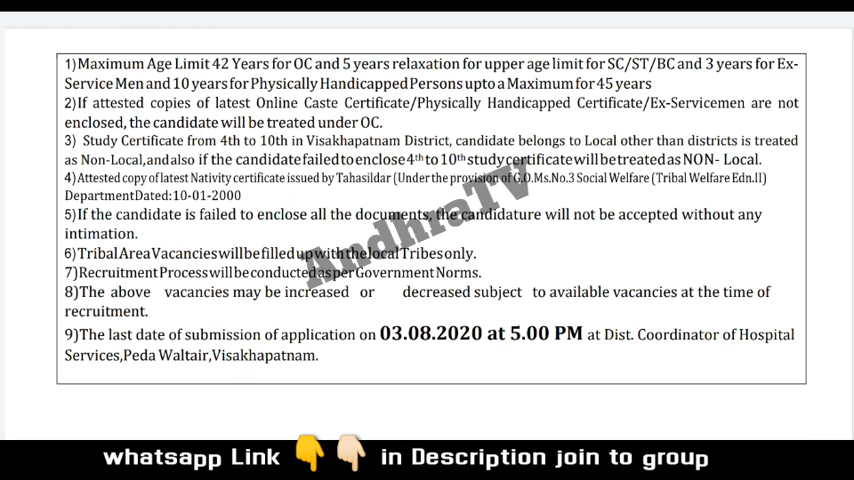 1)Maximum Age Limit 42 Years for OC and 5 years relaxation for upper age limit for SC/ST/BC and 3 years for Ex-
Service Men and 10 years for Physically Handicapped Persons upto a Maximum for 45 years
2)If attested copies of latest Online Caste Certificate/Physically Handicapped Certificate/Ex-Servicemen are not
enclosed, the candidate will be treated under OC.
3) Study Certificate from 4th to 10th in Visakhapatnam District, candidate belongs to Local other than districts is treated
as Non-Local, and also if the candidate failed to enclose 4th to 10th study certificate will be treated as NON- Local.
4)Attested copy of latest Nativity certificate issued by Tahasildar (Under the provision of G.O.Ms.No.3 Social Welfare (Tribal Welfare Edn.II)
Department Dated:10-01-2000
5)If the candidate is failed to enclose all the documents, the candidature will not be accepted without any
intimation.
6)Tribal Area Vacancies will be filled up with the local Tribes only.
7)Recruitment Process will be conducted as per Government Norms.
8)The above vacancies may be increased or decreased subject to available vacancies at the time of
recruitment.
9)The last date of submission of application on 03.08.2020 at 5.00 PM at Dist. Coordinator of Hospital
Services,Peda Waltair,Visakhapatnam.
AndhraTV
whatsapp Link 👇 👇🏻 in Description join to group